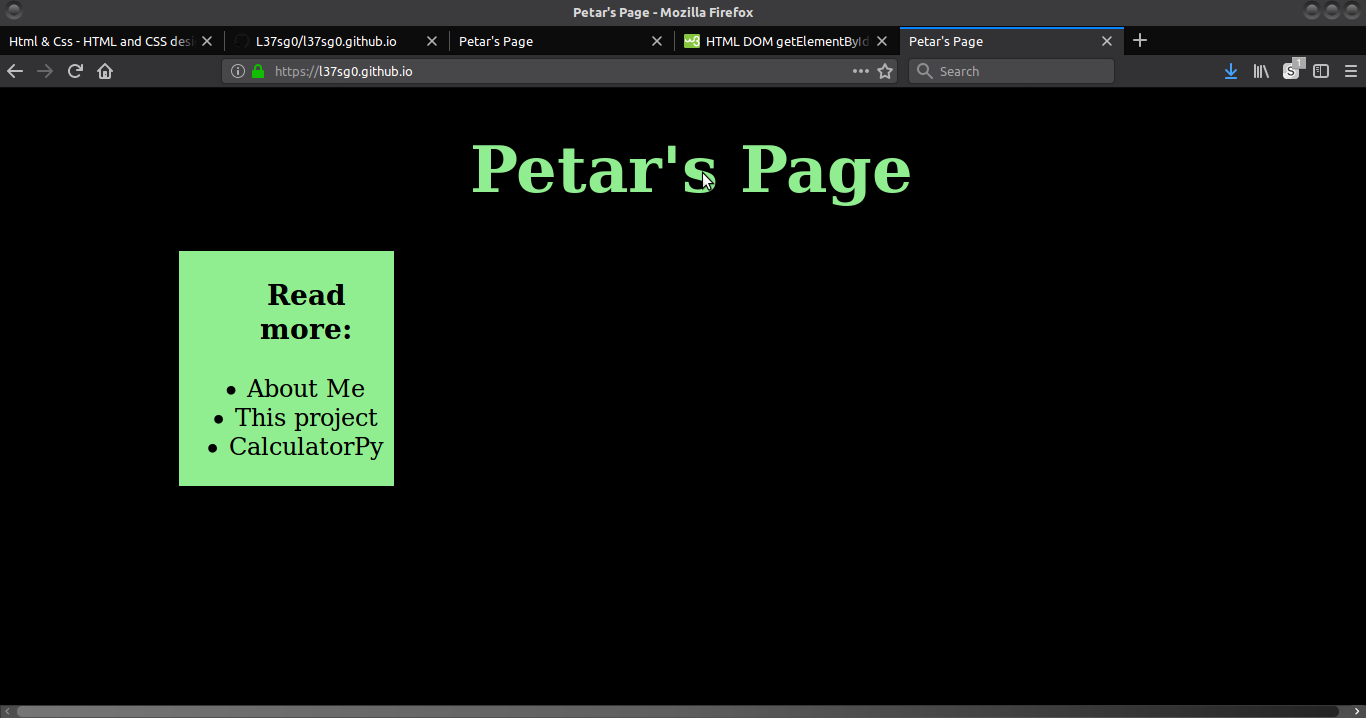 Petar's Page - Mozilla Firefox
Html & Css - HTML and CSS desi
L37sg0/l37sg0.github.io
Petar's Page
HTML DOM getElementById
Petar's Page
https://l37sg0.github.io
Search
S
1
Petar's Page
Read
more:
• About Me
• This project
• CalculatorPy